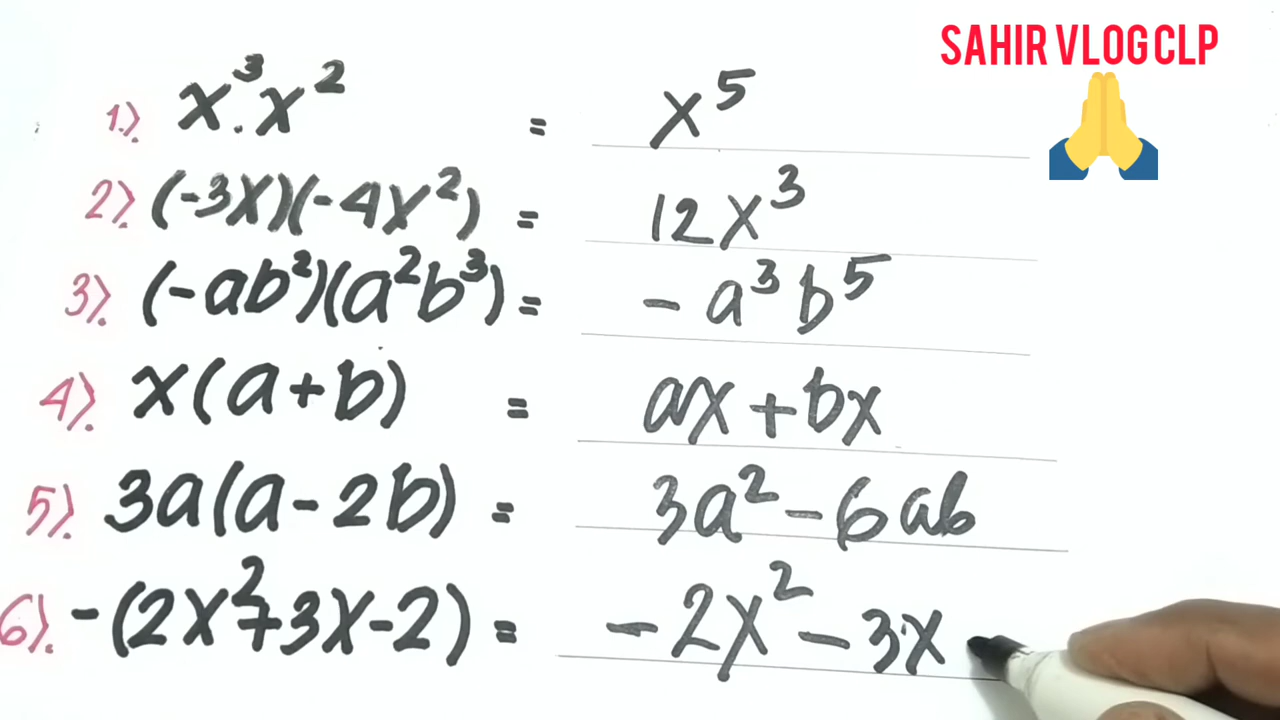 SAHIR VLOG CLP
1.) x³.x² = x⁵
2) (-3x)(-4x²) = 12x³
3) (-ab²)(a²b³) = -a³b⁵
4) x(a+b) = ax+bx
5) 3a(a-2b) = 3a²-6ab
6) -(2x²+3x-2) = -2x²-3x